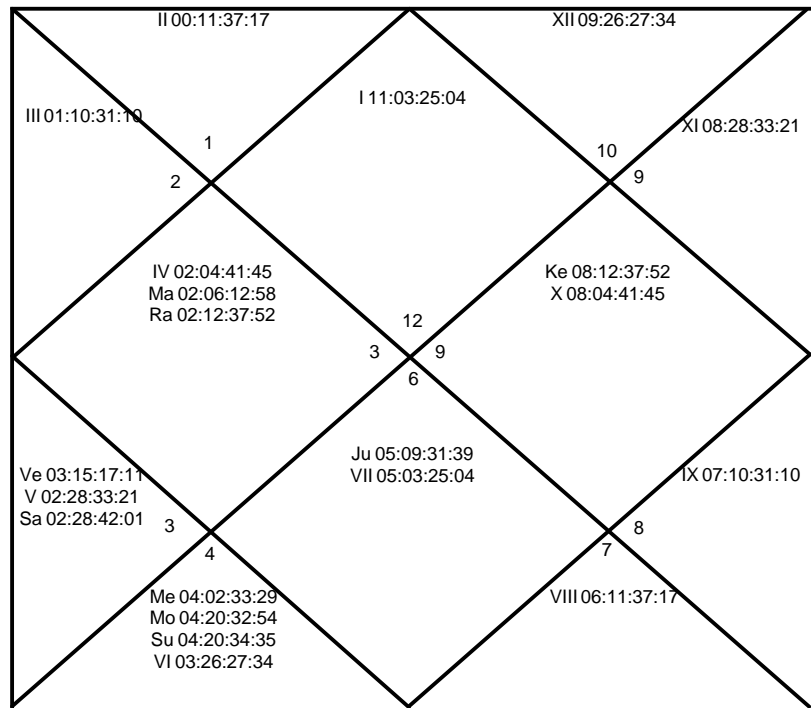 II 00:11:37:17
XII 09:26:27:34
I 11:03:25:04
III 01:10:31:10
XI 08:28:33:21
1
10
2
9
IV 02:04:41:45
Ma 02:06:12:58
Ra 02:12:37:52
Ke 08:12:37:52
X 08:04:41:45
12
3
9
6
Ju 05:09:31:39
VII 05:03:25:04
Ve 03:15:17:11
V 02:28:33:21
Sa 02:28:42:01
IX 07:10:31:10
3
8
4
7
Me 04:02:33:29
Mo 04:20:32:54
Su 04:20:34:35
VI 03:26:27:34
VIII 06:11:37:17